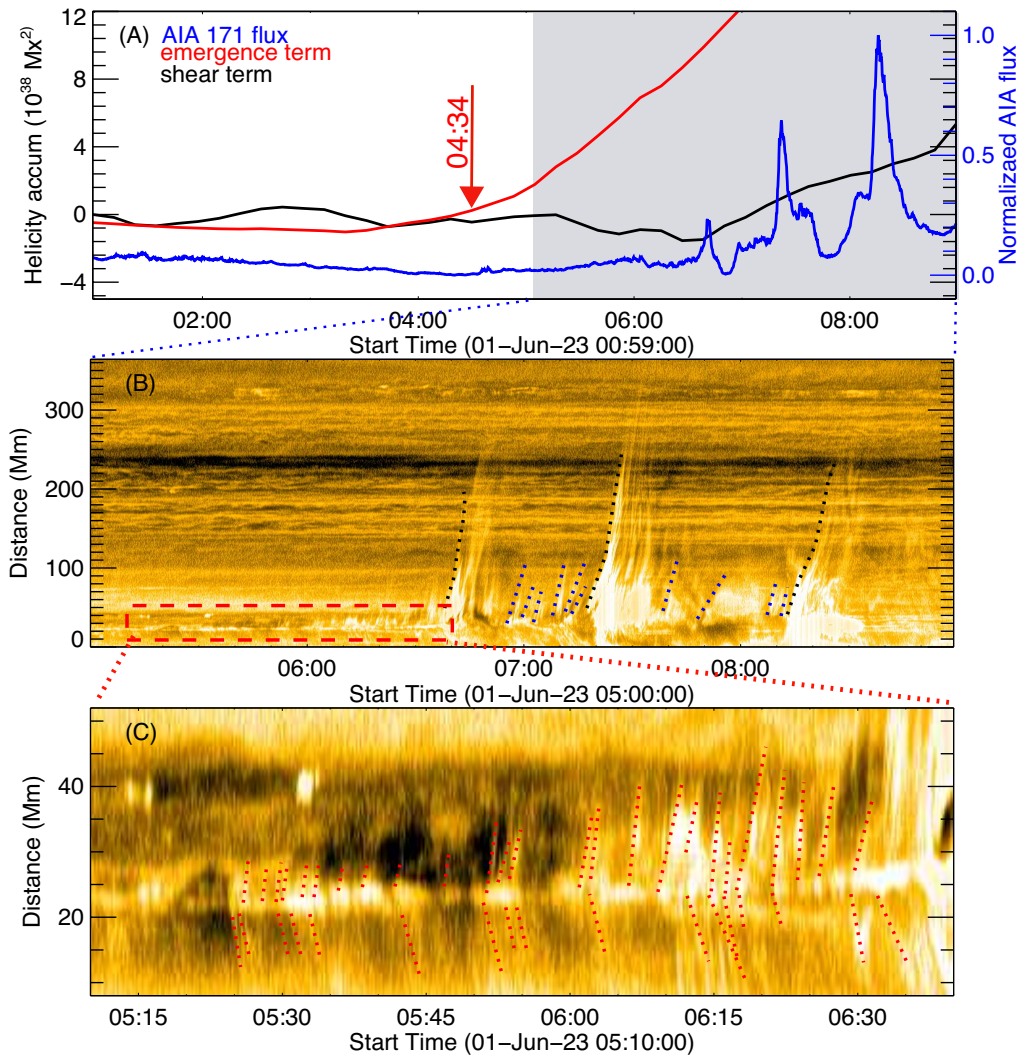 (A) AIA 171 flux
emergence term
shear term
04:34
Helicity accum (10³⁸ Mx²)
12
8
4
0
−4
1.0
0.5
0.0
Normalizaed AIA flux
02:00 04:00 06:00 08:00
Start Time (01−Jun−23 00:59:00)
(B)
Distance (Mm)
300
200
100
0
06:00 07:00 08:00
Start Time (01−Jun−23 05:00:00)
(C)
Distance (Mm)
40
20
05:15 05:30 05:45 06:00 06:15 06:30
Start Time (01−Jun−23 05:10:00)